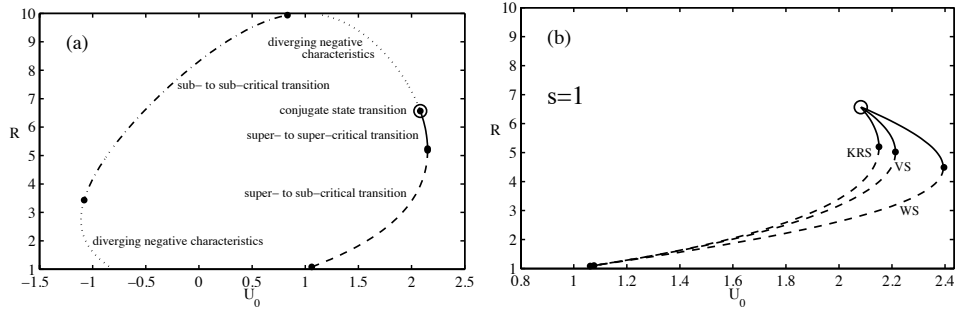 10
9
8
7
6
5
4
3
2
1
R
(a)
diverging negative
characteristics
sub− to sub−critical transition
conjugate state transition
super− to super−critical transition
super− to sub−critical transition
diverging negative characteristics
−1.5 −1 −0.5 0 0.5 1 1.5 2 2.5
U0
10
9
8
7
6
5
4
3
2
1
R
(b)
s=1
KRS
VS
WS
0.8 1 1.2 1.4 1.6 1.8 2 2.2 2.4
U0